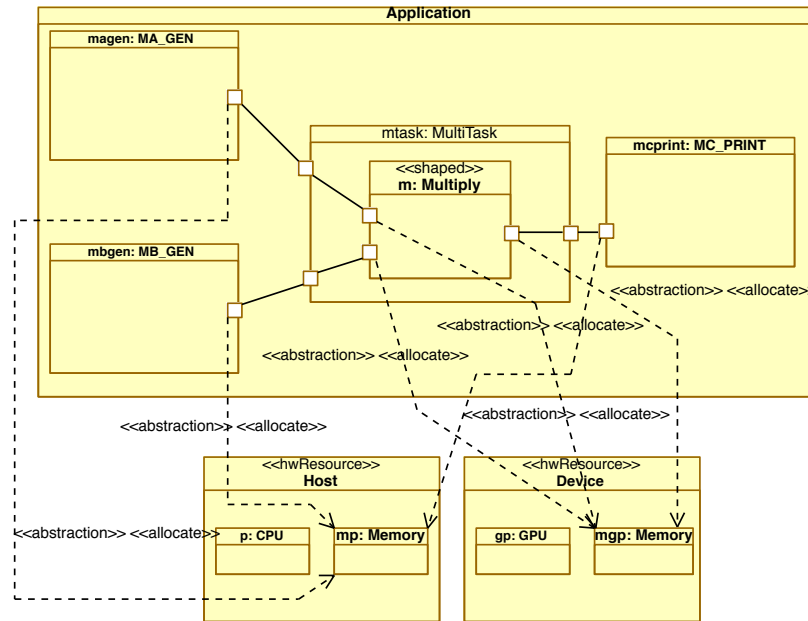 Application
magen: MA_GEN
mtask: MultiTask
mcprint: MC_PRINT
<<shaped>>
m: Multiply
mbgen: MB_GEN
<<abstraction>> <<allocate>>
<<abstraction>> <<allocate>>
<<abstraction>> <<allocate>>
<<abstraction>> <<allocate>>
<<abstraction>> <<allocate>>
<<hwResource>>
Host
<<hwResource>>
Device
<<abstraction>> <<allocate>>
p: CPU
mp: Memory
gp: GPU
mgp: Memory